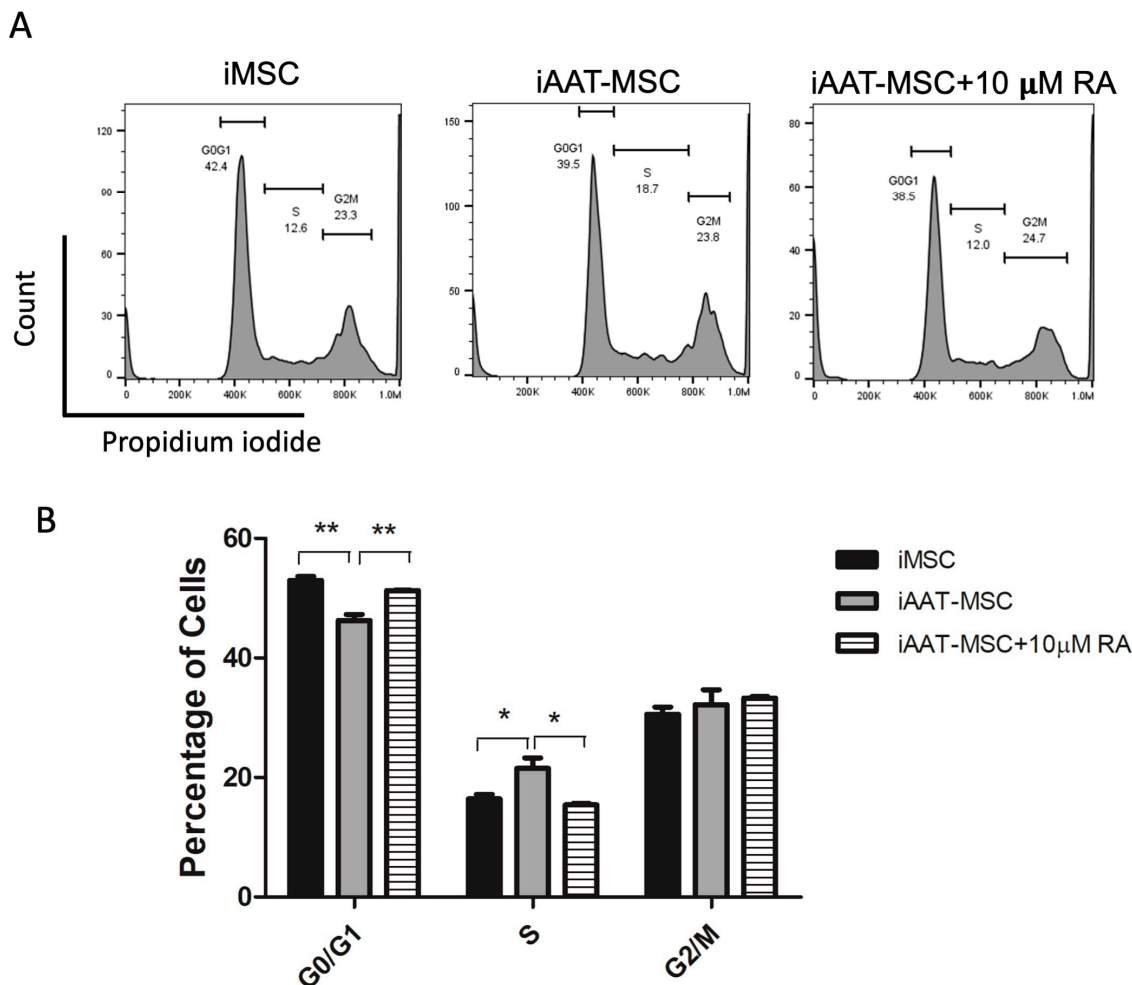 A
iMSC
iAAT-MSC
iAAT-MSC+10 μM RA
Count
120
90
60
30
0
G0G1
42.4
S
12.6
G2M
23.3
0 200K 400K 600K 800K 1.0M
150
100
50
0
G0G1
39.5
S
18.7
G2M
23.8
200K 400K 600K 800K 1.0M
80
60
40
20
0
G0G1
38.5
S
12.0
G2M
24.7
0 200K 400K 600K 800K 1.0M
Propidium iodide
B
Percentage of Cells
60
40
20
0
** **
* *
G0/G1
S
G2/M
iMSC
iAAT-MSC
iAAT-MSC+10μM RA